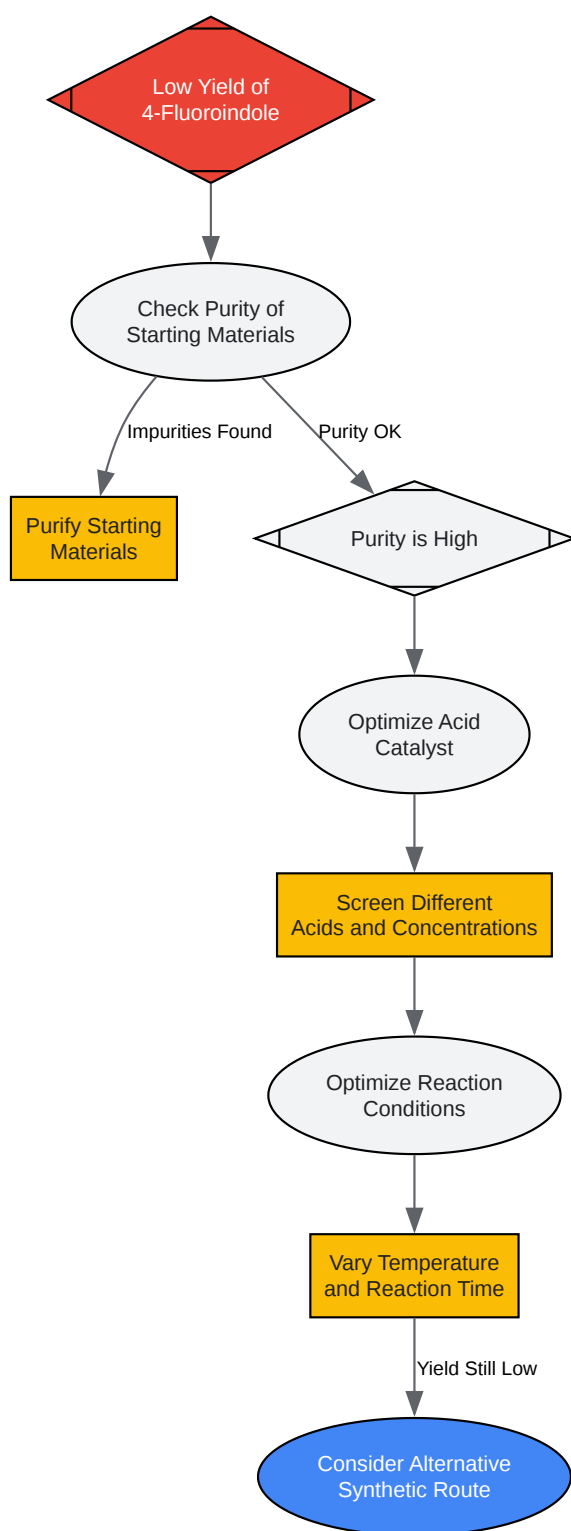 Low Yield of
4-Fluoroindole
Check Purity of
Starting Materials
Impurities Found
Purity OK
Purify Starting
Materials
Purity is High
Optimize Acid
Catalyst
Screen Different
Acids and Concentrations
Optimize Reaction
Conditions
Vary Temperature
and Reaction Time
Yield Still Low
Consider Alternative
Synthetic Route